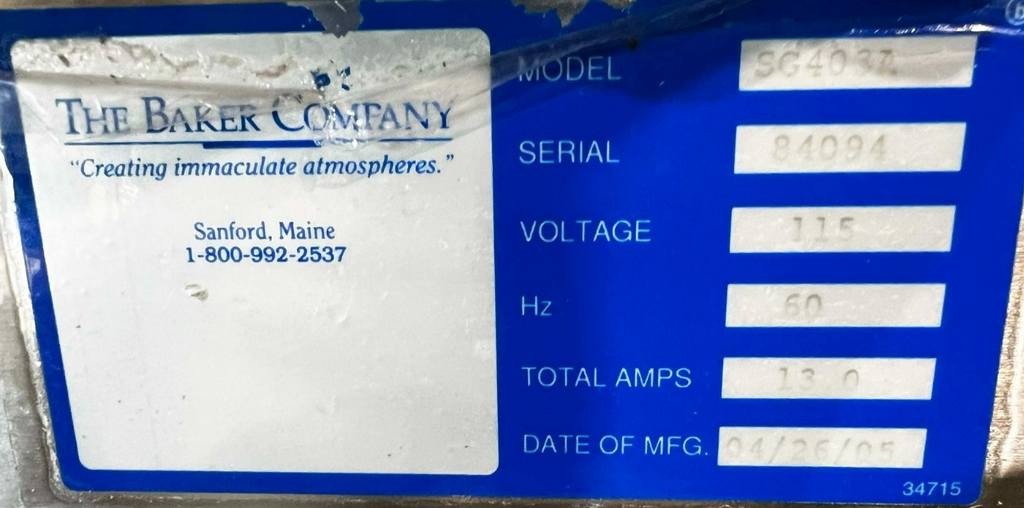 THE BAKER COMPANY
"Creating immaculate atmospheres."
Sanford, Maine
1-800-992-2537
MODEL SG403A
SERIAL 84094
VOLTAGE 115
Hz 60
TOTAL AMPS 13.0
DATE OF MFG. 04/26/05
34715